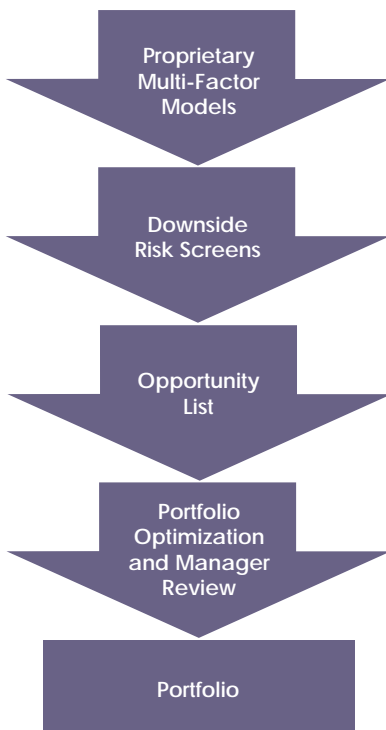 Proprietary
Multi-Factor
Models
Downside
Risk Screens
Opportunity
List
Portfolio
Optimization
and Manager
Review
Portfolio